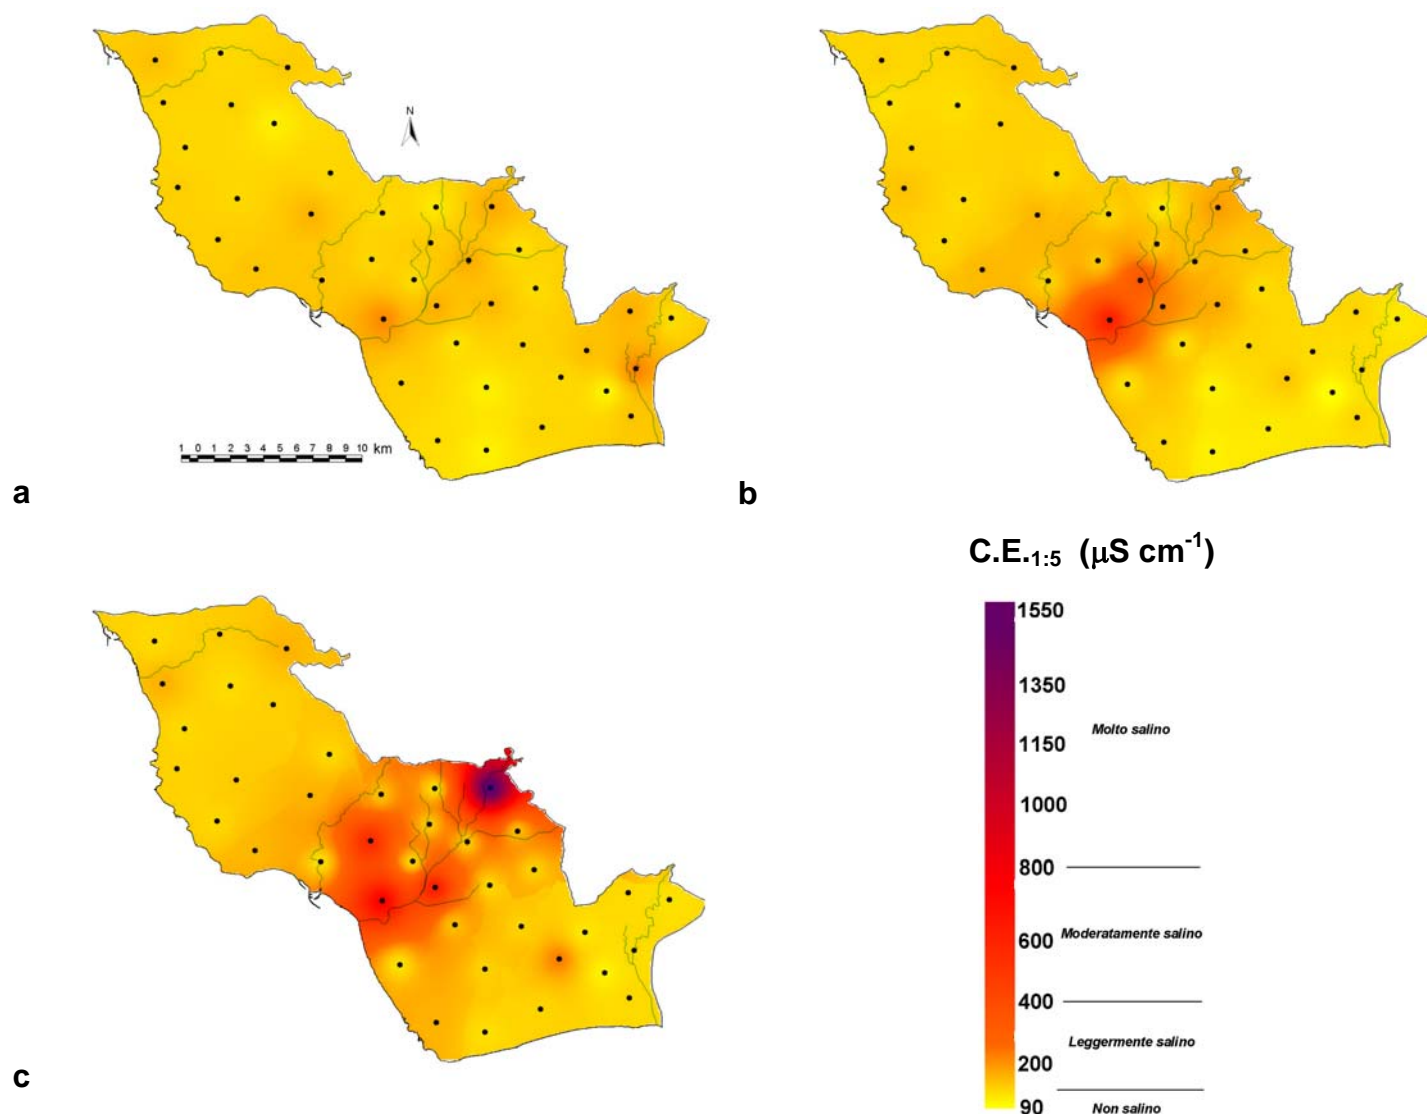 N
1 0 1 2 3 4 5 6 7 8 9 10 km
a
b
C.E.1:5 (μS cm-1)
1550
1350
1150
Molto salino
1000
800
600
Moderatamente salino
400
Leggermente salino
200
90
Non salino
c